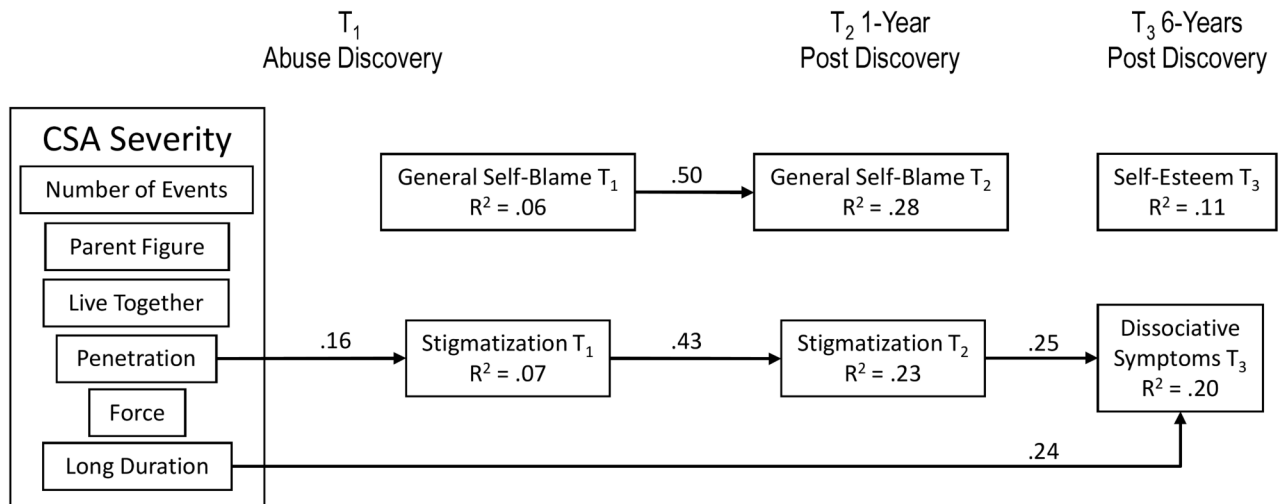 T₁
Abuse Discovery
T₂ 1-Year
Post Discovery
T₃ 6-Years
Post Discovery
CSA Severity
Number of Events
Parent Figure
Live Together
Penetration
Force
Long Duration
General Self-Blame T₁
R² = .06
.50
General Self-Blame T₂
R² = .28
Self-Esteem T₃
R² = .11
.16
Stigmatization T₁
R² = .07
.43
Stigmatization T₂
R² = .23
.25
Dissociative
Symptoms T₃
R² = .20
.24